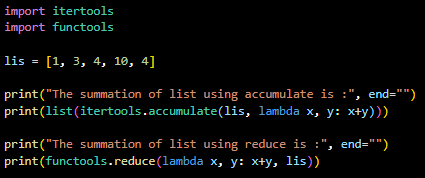 import itertools
import functools
lis = [1, 3, 4, 10, 4]
print("The summation of list using accumulate is :", end="")
print(list(itertools.accumulate(lis, lambda x, y: x+y)))
print("The summation of list using reduce is :", end="")
print(functools.reduce(lambda x, y: x+y, lis))